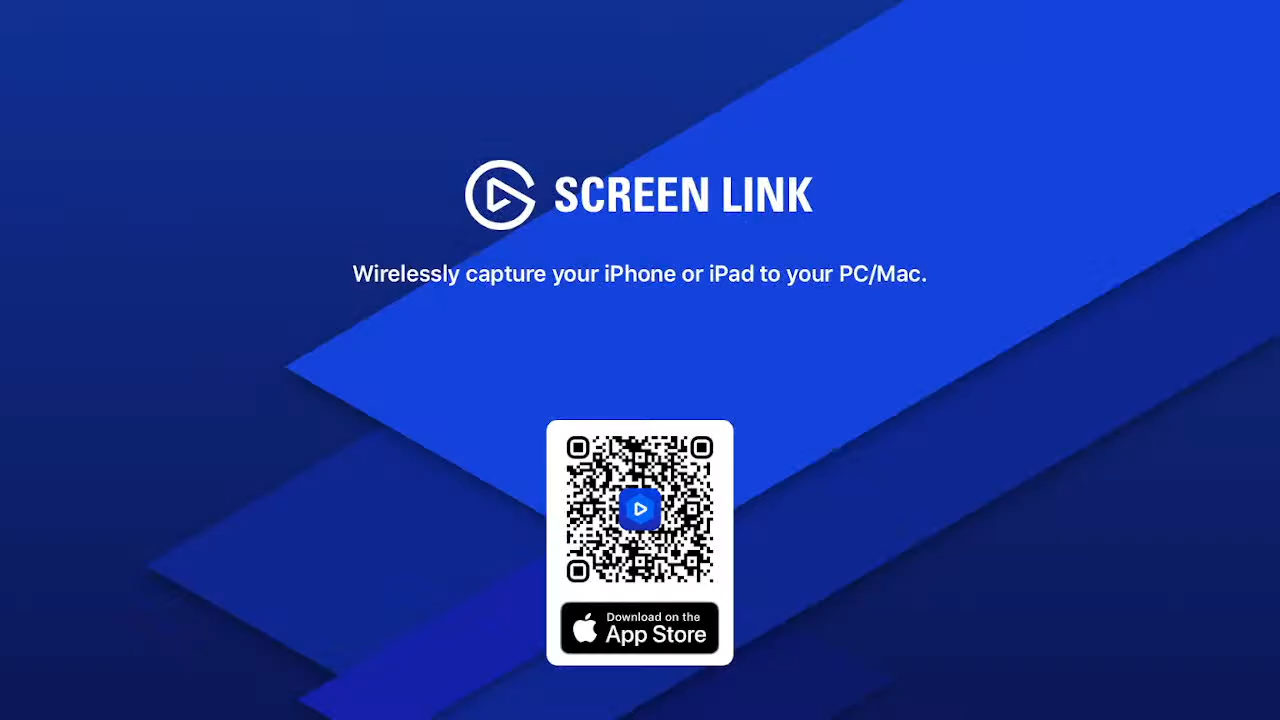 SCREEN LINK
Wirelessly capture your iPhone or iPad to your PC/Mac.
Download on the
App Store